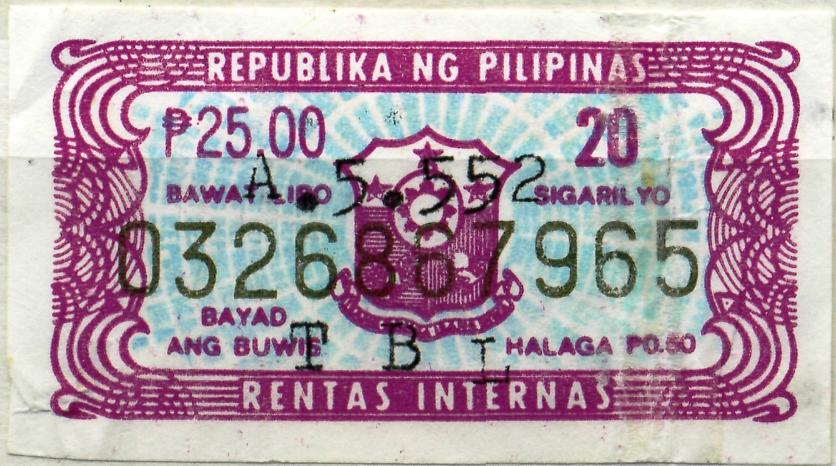 REPUBLIKA NG PILIPINAS
₱25.00 20
A.5.552
BAWAT LIBO SIGARILYO
0326867965
BAYAD
ANG BUWIS HALAGA ₱0.50
T B L
RENTAS INTERNAS